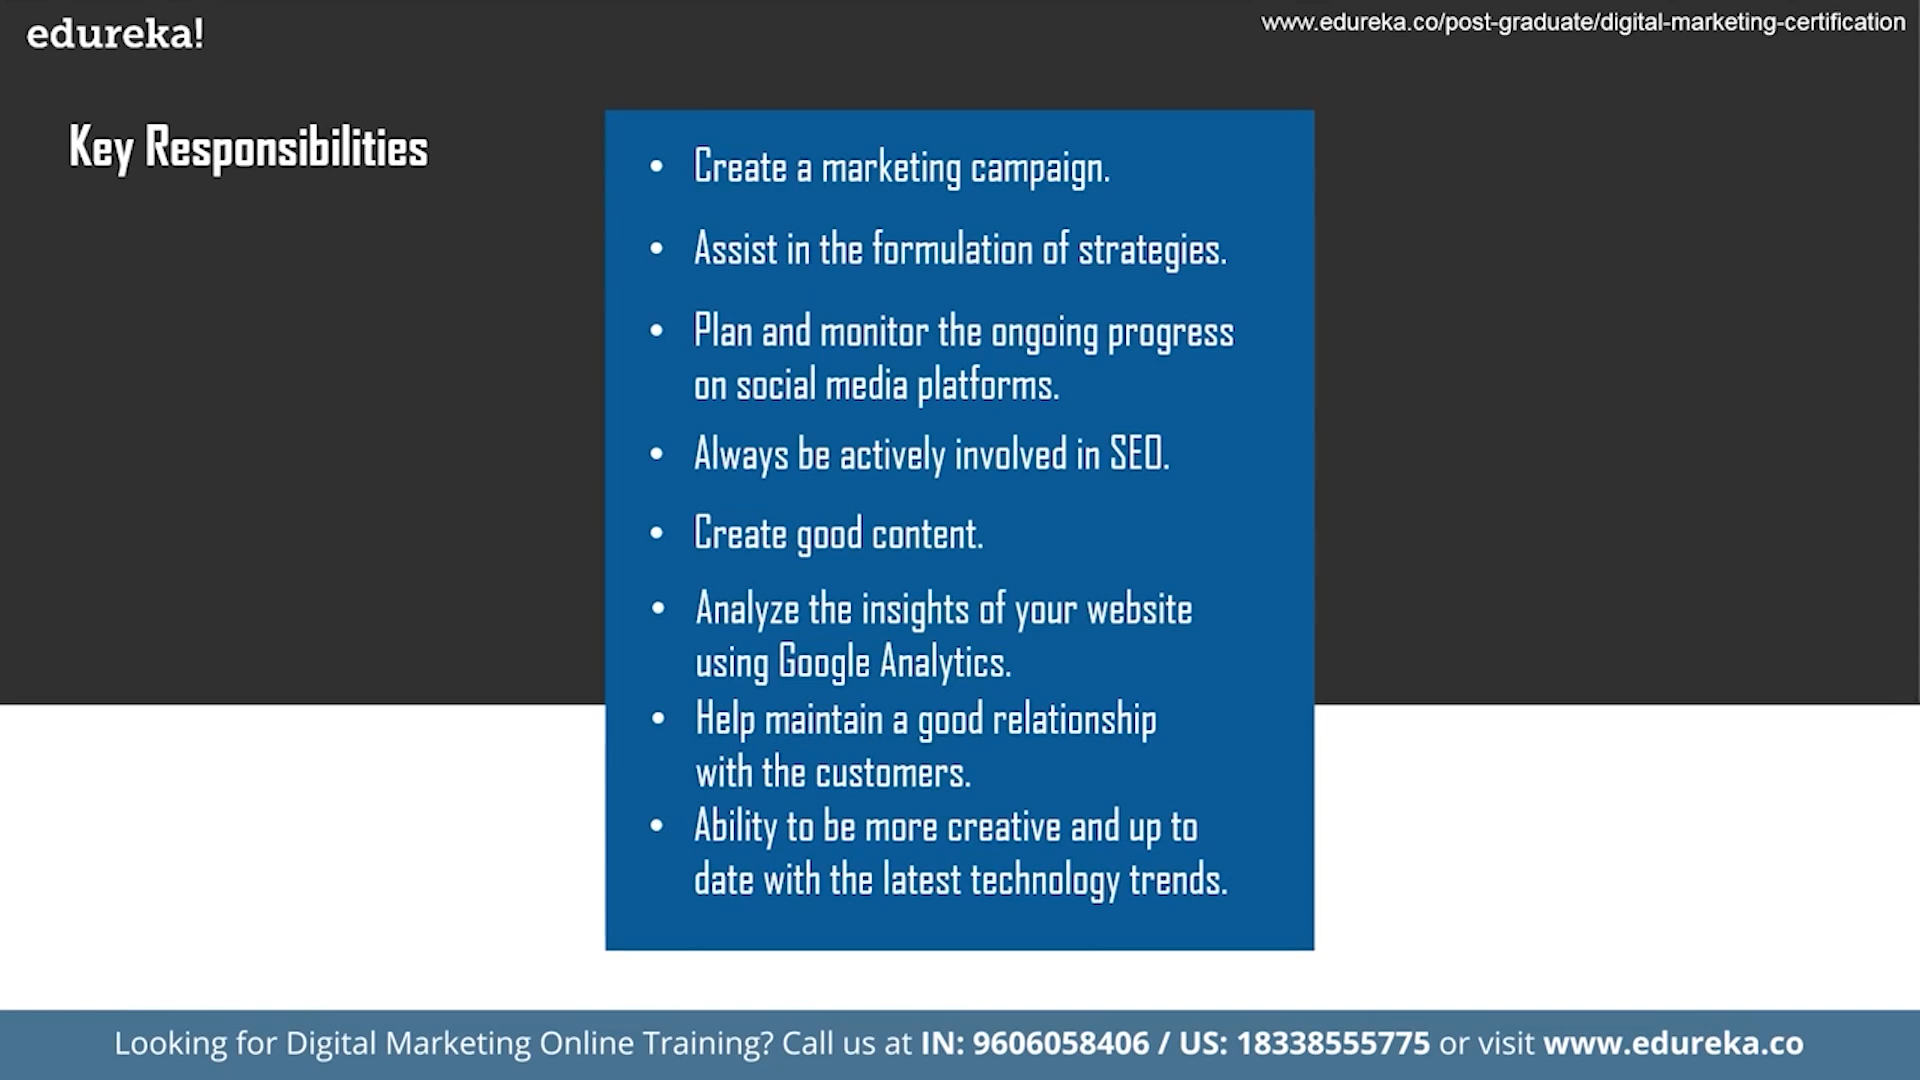 edureka!
www.edureka.co/post-graduate/digital-marketing-certification
Key Responsibilities
• Create a marketing campaign.
• Assist in the formulation of strategies.
• Plan and monitor the ongoing progress
on social media platforms.
• Always be actively involved in SEO.
• Create good content.
• Analyze the insights of your website
using Google Analytics.
• Help maintain a good relationship
with the customers.
• Ability to be more creative and up to
date with the latest technology trends.
Looking for Digital Marketing Online Training? Call us at IN: 9606058406 / US: 18338555775 or visit www.edureka.co